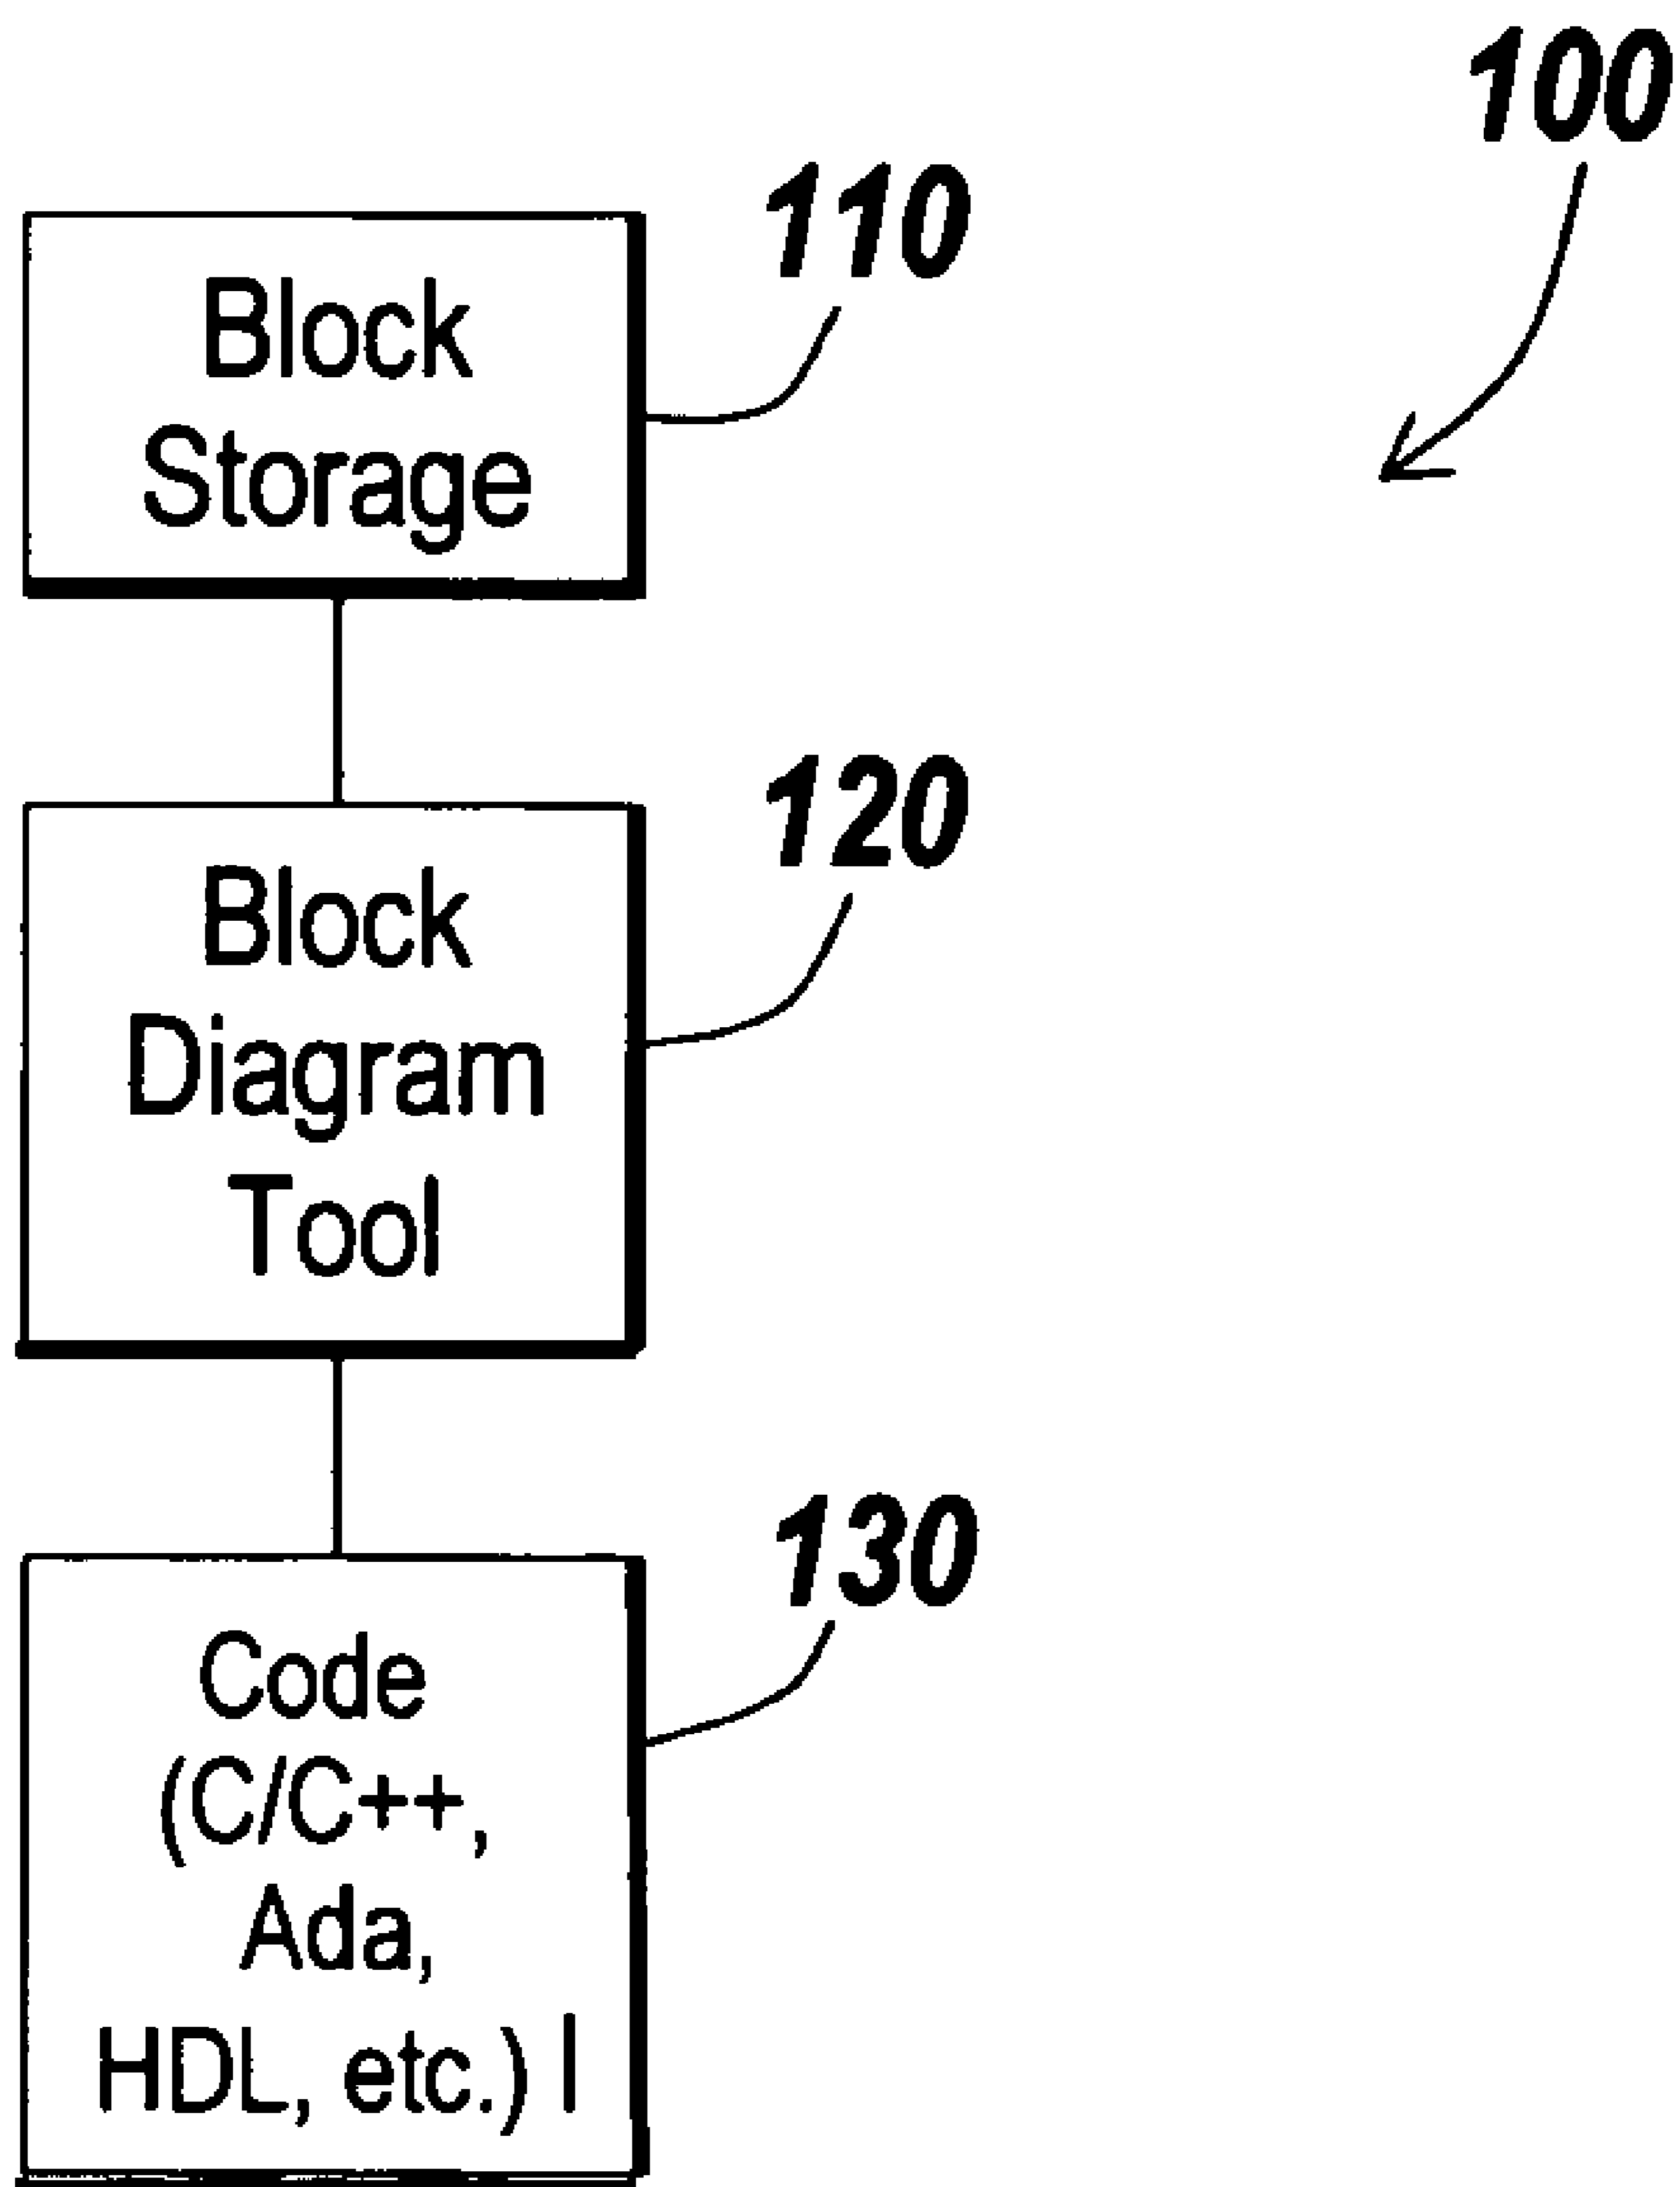 100
110
Block
Storage
120
Block
Diagram
Tool
130
Code
(C/C++,
Ada,
HDL, etc.) |